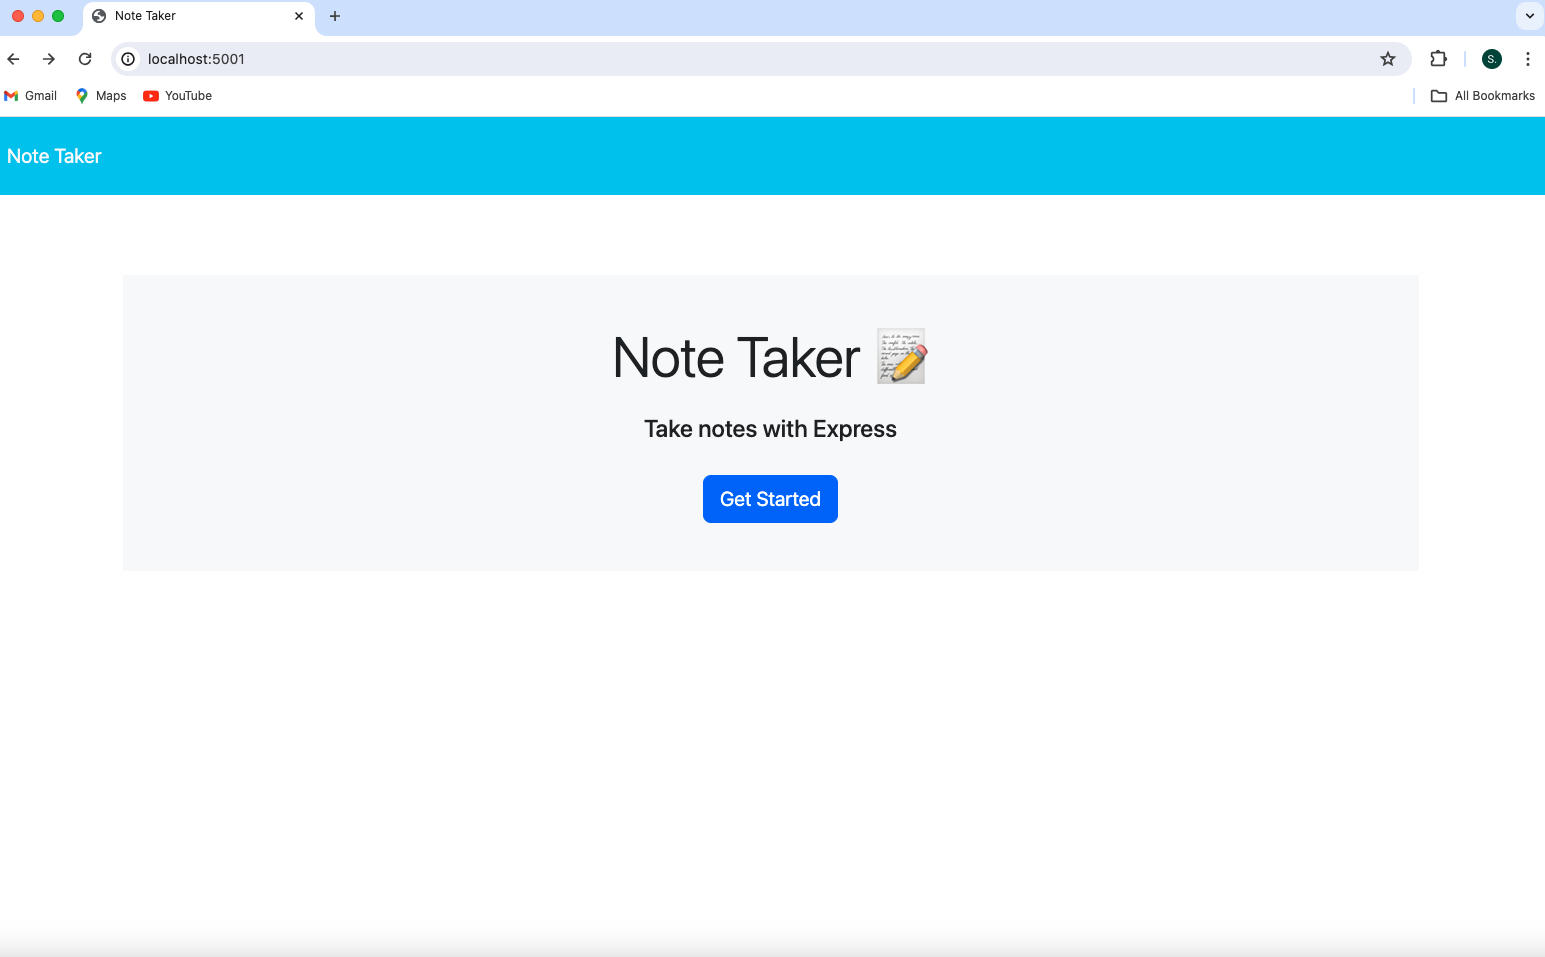 Note Taker
localhost:5001
S.
Gmail Maps YouTube All Bookmarks
Note Taker
Note Taker
Take notes with Express
Get Started